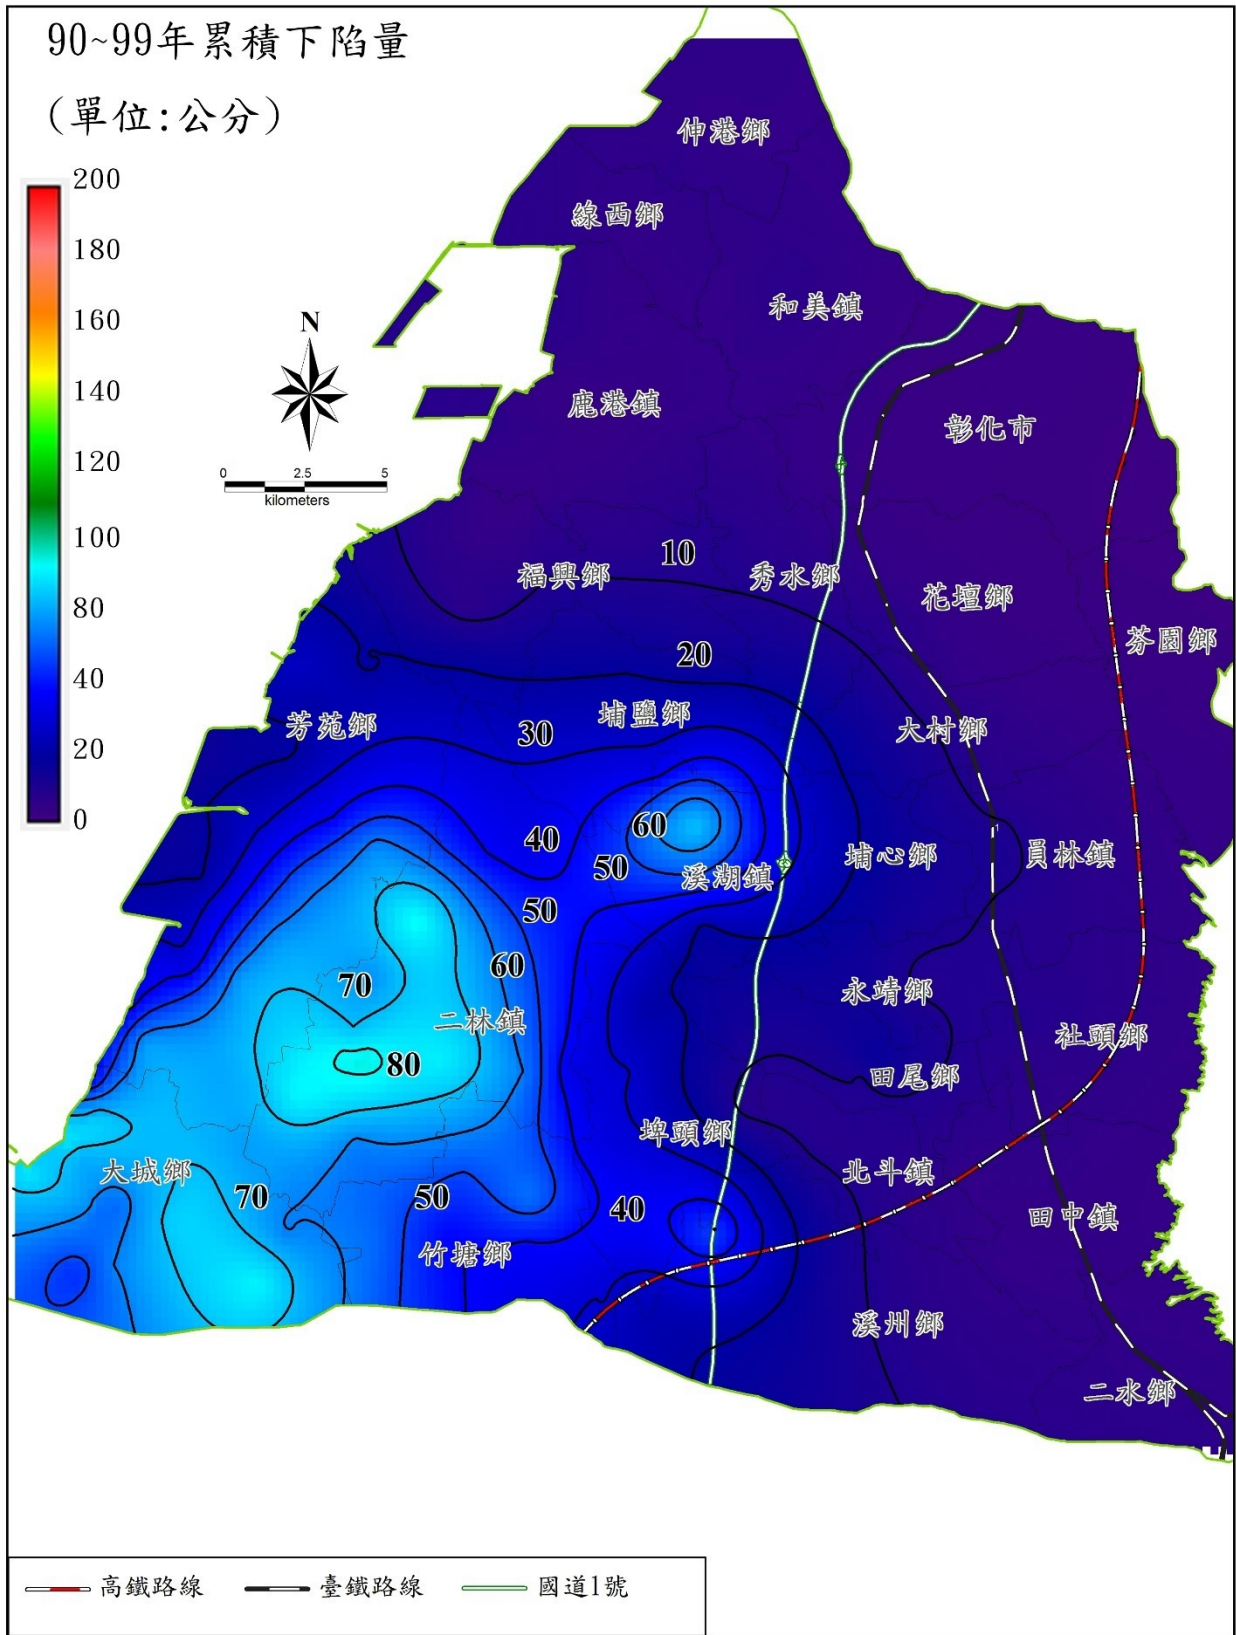 90~99年累積下陷量
(單位:公分)
200
180
160
140
120
100
80
60
40
20
0
N
0 2.5 5
kilometers
伸港鄉
線西鄉
和美鎮
鹿港鎮
彰化市
10
福興鄉
秀水鄉
花壇鄉
芬園鄉
20
芳苑鄉
30
埔鹽鄉
大村鄉
40
60
50
溪湖鎮
埔心鄉
員林鎮
50
60
70
二林鎮
永靖鄉
社頭鄉
80
田尾鄉
埤頭鄉
大城鄉
70
50
40
北斗鎮
田中鎮
竹塘鄉
溪州鄉
二水鄉
高鐵路線 臺鐵路線 國道1號